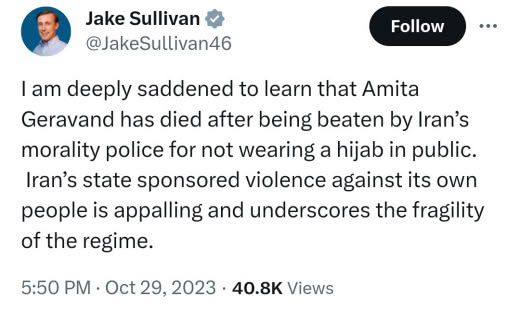 Jake Sullivan
@JakeSullivan46
Follow
I am deeply saddened to learn that Amita
Geravand has died after being beaten by Iran’s
morality police for not wearing a hijab in public.
Iran’s state sponsored violence against its own
people is appalling and underscores the fragility
of the regime.
5:50 PM · Oct 29, 2023 · 40.8K Views